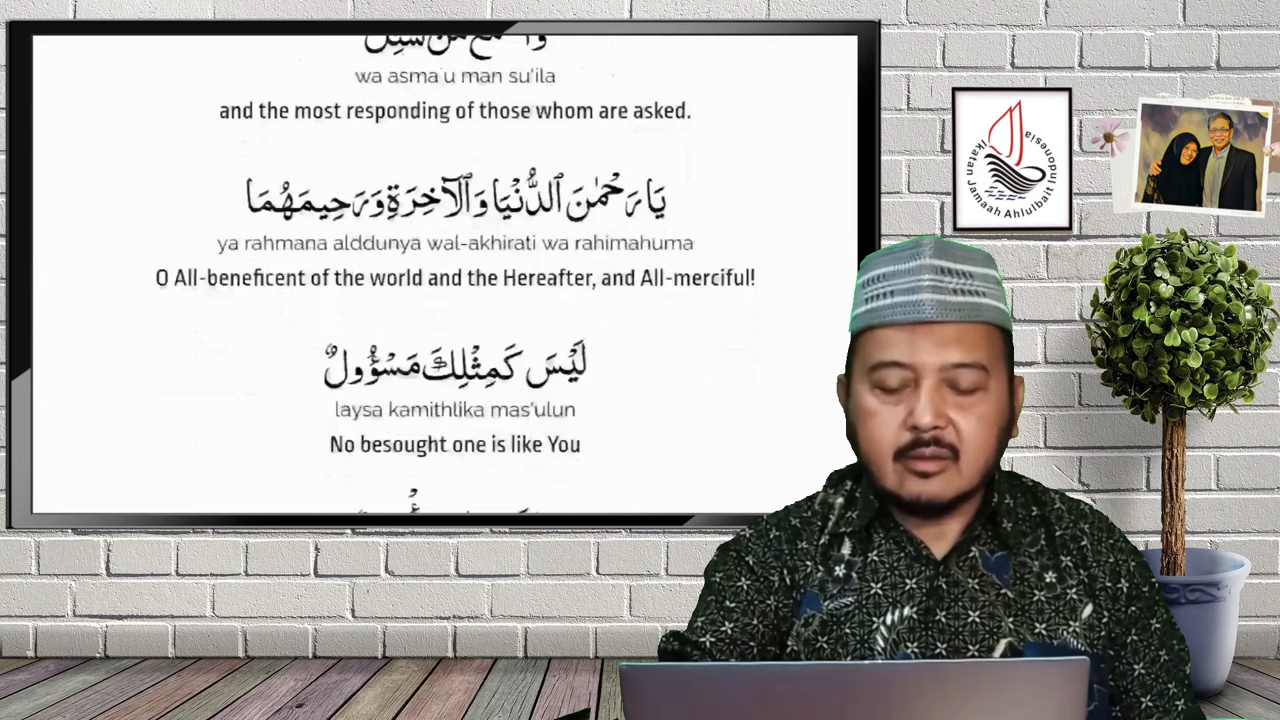 wa asma'u man su'ila
and the most responding of those whom are asked.
يَا رَحْمٰنَ ٱلدُّنْيَا وَٱلْآخِرَةِ وَرَحِيمَهُمَا
ya rahmana alddunya wal-akhirati wa rahimahuma
O All-beneficent of the world and the Hereafter, and All-merciful!
لَيْسَ كَمِثْلِكَ مَسْؤُولٌ
laysa kamithlika mas'ulun
No besought one is like You
Ikatan Jamaah Ahlulbait Indonesia